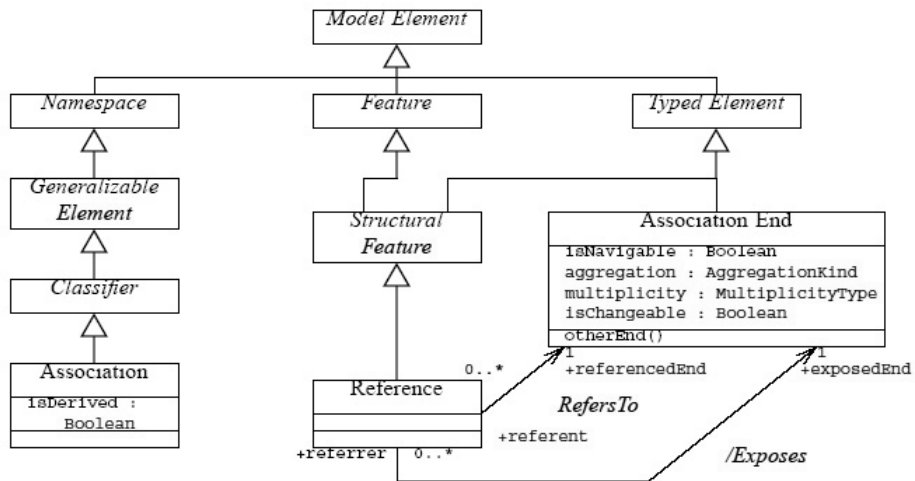 Model Element
Namespace
Feature
Typed Element
Generalizable
Element
Structural
Feature
Association End
isNavigable : Boolean
aggregation : AggregationKind
multiplicity : MultiplicityType
isChangeable : Boolean
otherEnd()
Classifier
Association
isDerived :
Boolean
Reference
0..*
1
+referencedEnd
1
+exposedEnd
RefersTo
+referent
+referrer 0..*
/Exposes